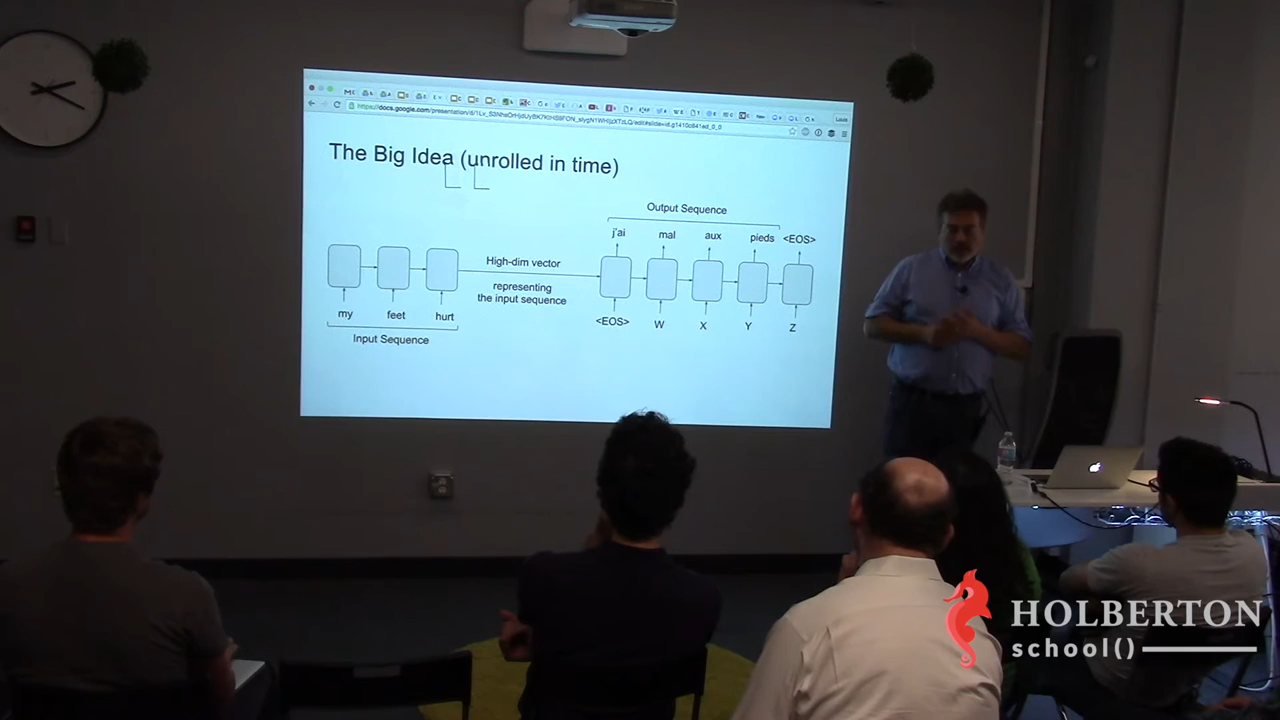 The Big Idea (unrolled in time)
Output Sequence
j'ai mal aux pieds <EOS>
High-dim vector
representing
the input sequence
my feet hurt
<EOS> W X Y Z
Input Sequence
HOLBERTON
school()